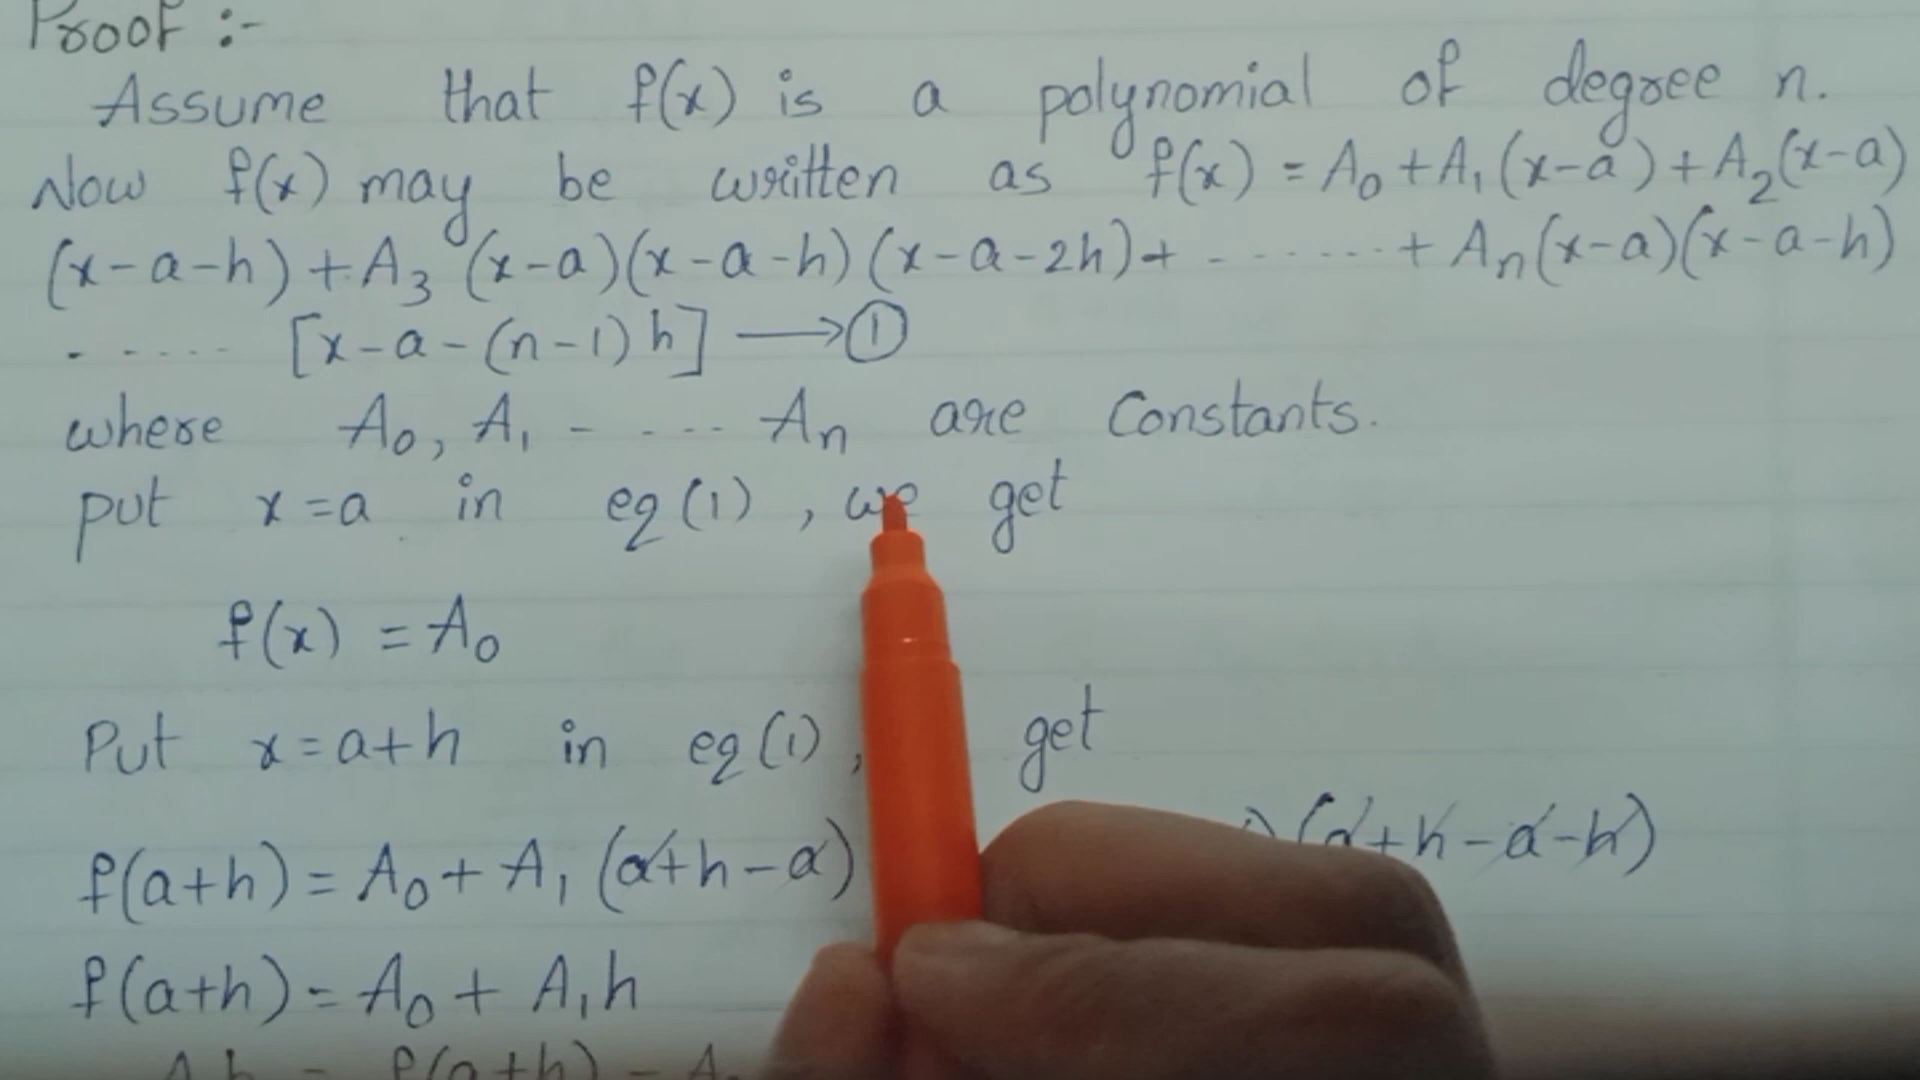 Proof :-
Assume that f(x) is a polynomial of degree n.
Now f(x) may be written as f(x) = A₀ + A₁(x-a) + A₂(x-a)
(x-a-h) + A₃(x-a)(x-a-h)(x-a-2h) + ....... + Aₙ(x-a)(x-a-h)
...... [x-a-(n-1)h] ⟶ ①
where A₀, A₁ ..... Aₙ are Constants.
put x=a in eq(1), we get
f(x) = A₀
Put x=a+h in eq(1), get
f(a+h) = A₀ + A₁ (a+h-a) (a+h-a-h)
f(a+h) = A₀ + A₁h
f(a+h) -